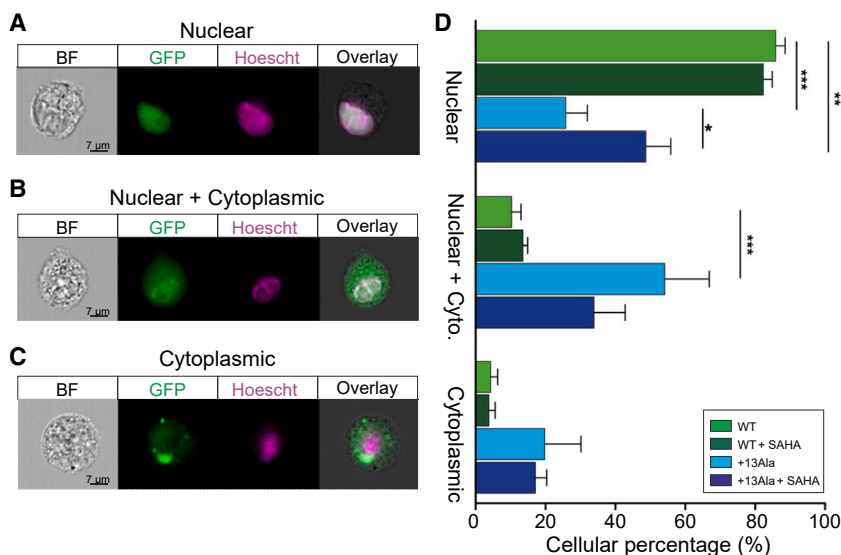 A
Nuclear
BF GFP Hoescht Overlay
7 µm
B
Nuclear + Cytoplasmic
BF GFP Hoescht Overlay
7 µm
C
Cytoplasmic
BF GFP Hoescht Overlay
7 µm
D
Nuclear
***
**
*
Nuclear + Cyto.
***
Cytoplasmic
WT
WT + SAHA
+13Ala
+13Ala + SAHA
0 20 40 60 80 100
Cellular percentage (%)